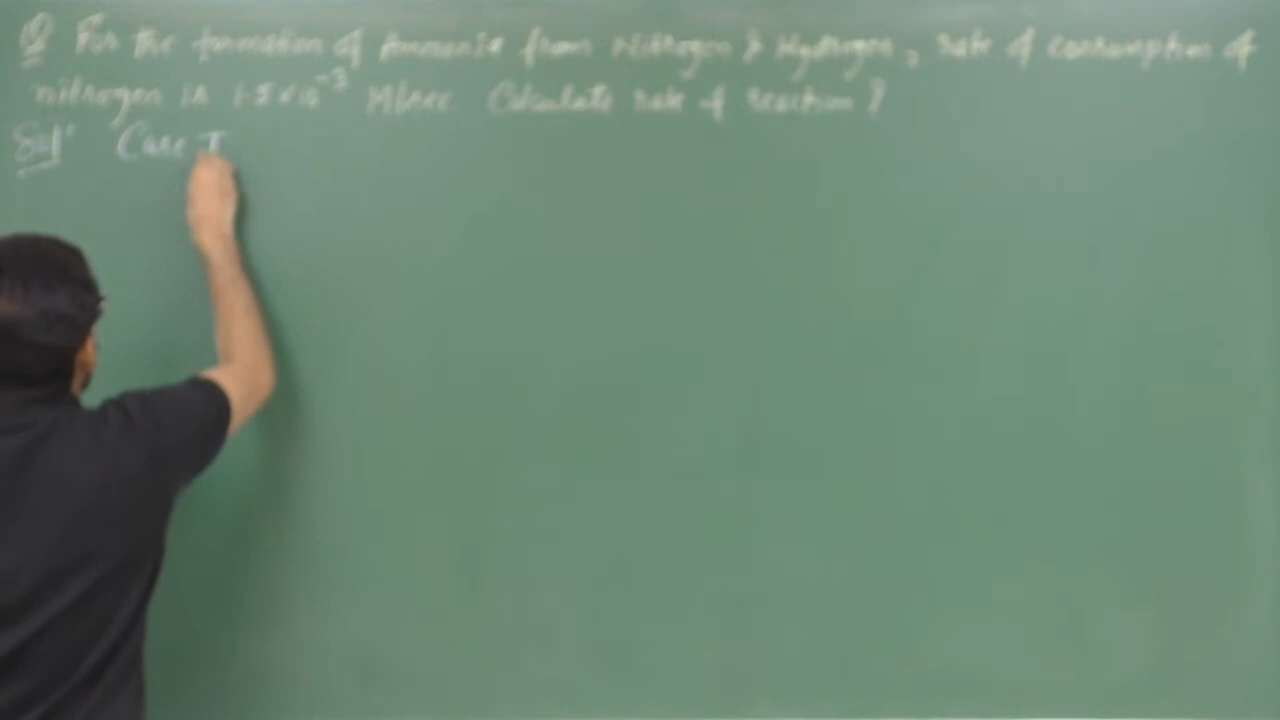 Q For the formation of Ammonia from Nitrogen & Hydrogen, rate of consumption of
nitrogen is 1.5×10⁻³ M/sec. Calculate rate of reaction?
Solⁿ Case I